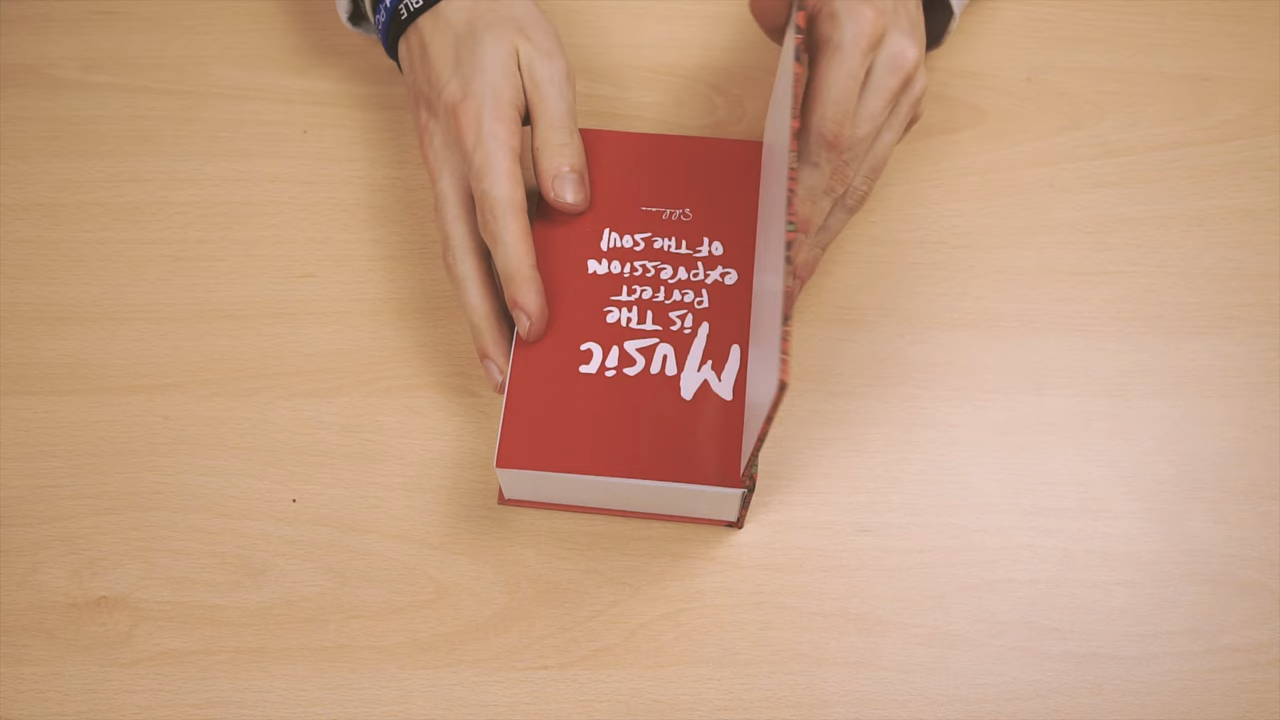 Music
is THE
Perfect
expression
OF THE SOUL